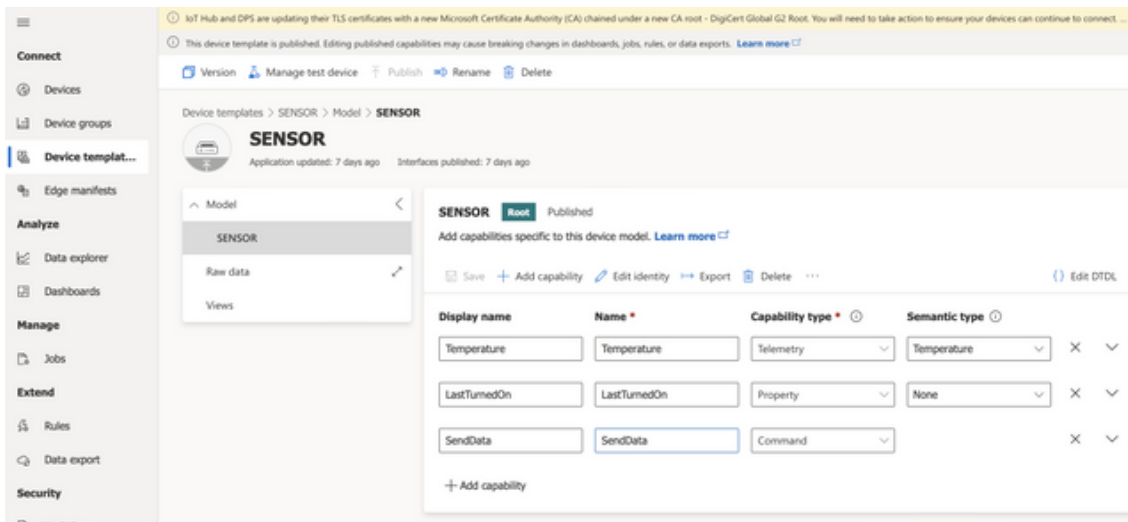 IoT Hub and DPS are updating their TLS certificates with a new Microsoft Certificate Authority (CA) chained under a new CA root - DigiCert Global G2 Root. You will need to take action to ensure your devices can continue to connect. ...
This device template is published. Editing published capabilities may cause breaking changes in dashboards, jobs, rules, or data exports. Learn more
Connect
Devices
Device groups
Device templat...
Edge manifests
Analyze
Data explorer
Dashboards
Manage
Jobs
Extend
Rules
Data export
Security
Version Manage test device Publish Rename Delete
Device templates > SENSOR > Model > SENSOR
SENSOR
Application updated: 7 days ago Interfaces published: 7 days ago
Model
SENSOR
Raw data
Views
SENSOR Root Published
Add capabilities specific to this device model. Learn more
Save Add capability Edit identity Export Delete ... {} Edit DTDL
Display name Name * Capability type * Semantic type
Temperature Temperature Telemetry Temperature
LastTurnedOn LastTurnedOn Property None
SendData SendData Command
Add capability